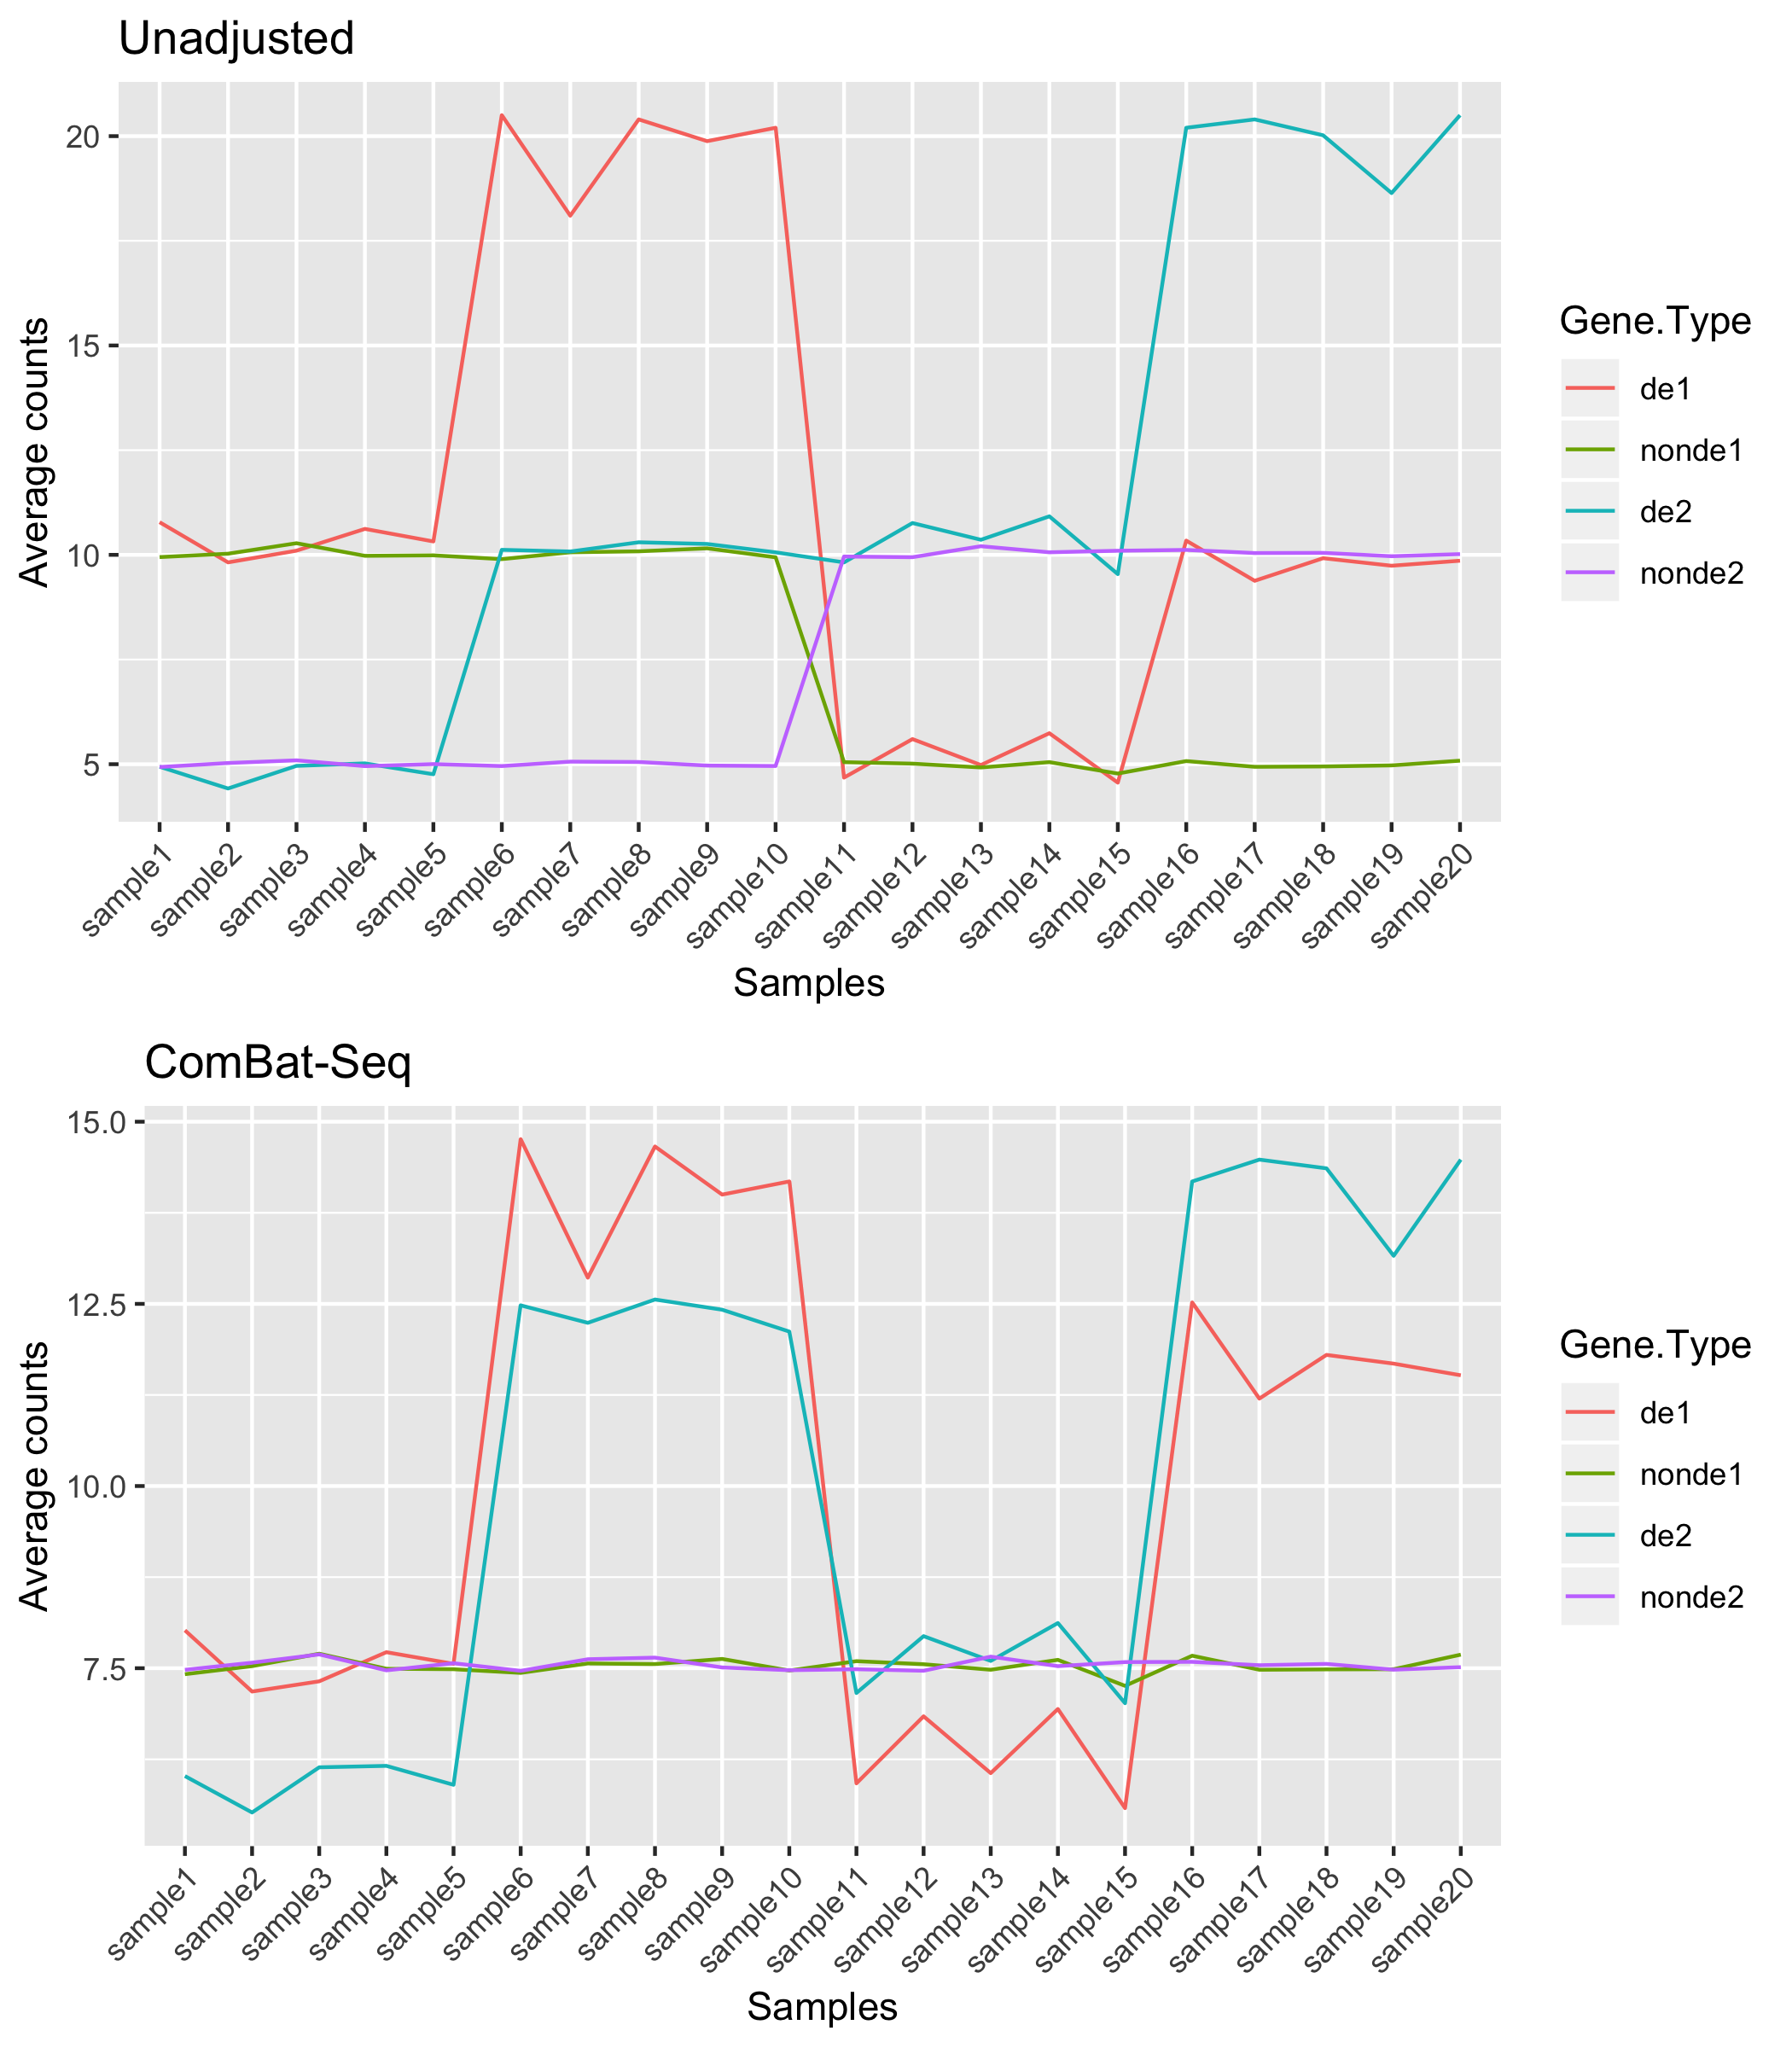 Unadjusted
20
15
10
5
Average counts
sample1
sample2
sample3
sample4
sample5
sample6
sample7
sample8
sample9
sample10
sample11
sample12
sample13
sample14
sample15
sample16
sample17
sample18
sample19
sample20
Samples
Gene.Type
de1
nonde1
de2
nonde2
ComBat-Seq
15.0
12.5
10.0
7.5
Average counts
sample1
sample2
sample3
sample4
sample5
sample6
sample7
sample8
sample9
sample10
sample11
sample12
sample13
sample14
sample15
sample16
sample17
sample18
sample19
sample20
Samples
Gene.Type
de1
nonde1
de2
nonde2